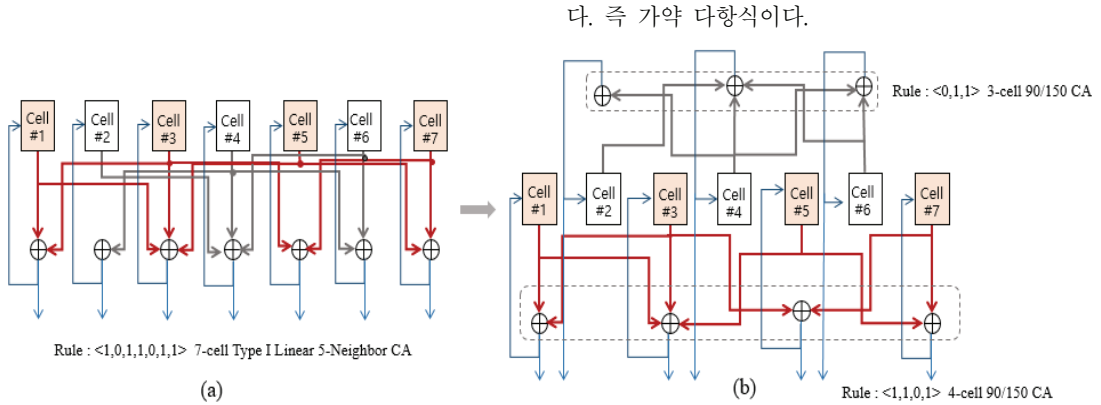 다. 즉 가약 다항식이다.
Cell #1
Cell #2
Cell #3
Cell #4
Cell #5
Cell #6
Cell #7
Rule : <1,0,1,1,0,1,1> 7-cell Type I Linear 5-Neighbor CA
(a)
Rule : <0,1,1> 3-cell 90/150 CA
Cell #1
Cell #2
Cell #3
Cell #4
Cell #5
Cell #6
Cell #7
(b)
Rule : <1,1,0,1> 4-cell 90/150 CA